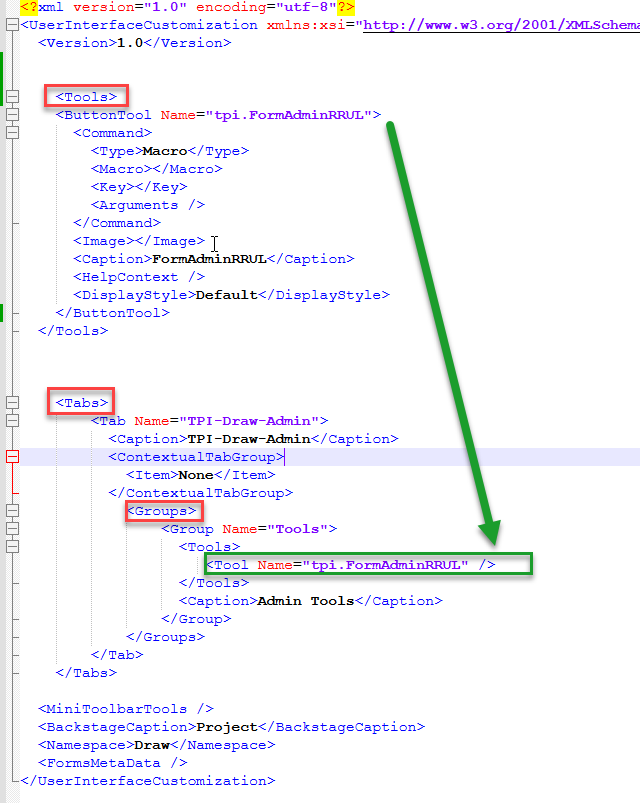 <?xml version="1.0" encoding="utf-8"?>
<UserInterfaceCustomization xmlns:xsi="http://www.w3.org/2001/XMLSchema
<Version>1.0</Version>
<Tools>
<ButtonTool Name="tpi.FormAdminRRUL">
<Command>
<Type>Macro</Type>
<Macro></Macro>
<Key></Key>
<Arguments />
</Command>
<Image></Image>
<Caption>FormAdminRRUL</Caption>
<HelpContext />
<DisplayStyle>Default</DisplayStyle>
</ButtonTool>
</Tools>
<Tabs>
<Tab Name="TPI-Draw-Admin">
<Caption>TPI-Draw-Admin</Caption>
<ContextualTabGroup>
<Item>None</Item>
</ContextualTabGroup>
<Groups>
<Group Name="Tools">
<Tools>
<Tool Name="tpi.FormAdminRRUL" />
</Tools>
<Caption>Admin Tools</Caption>
</Group>
</Groups>
</Tab>
</Tabs>
<MiniToolbarTools />
<BackstageCaption>Project</BackstageCaption>
<Namespace>Draw</Namespace>
<FormsMetaData />
</UserInterfaceCustomization>